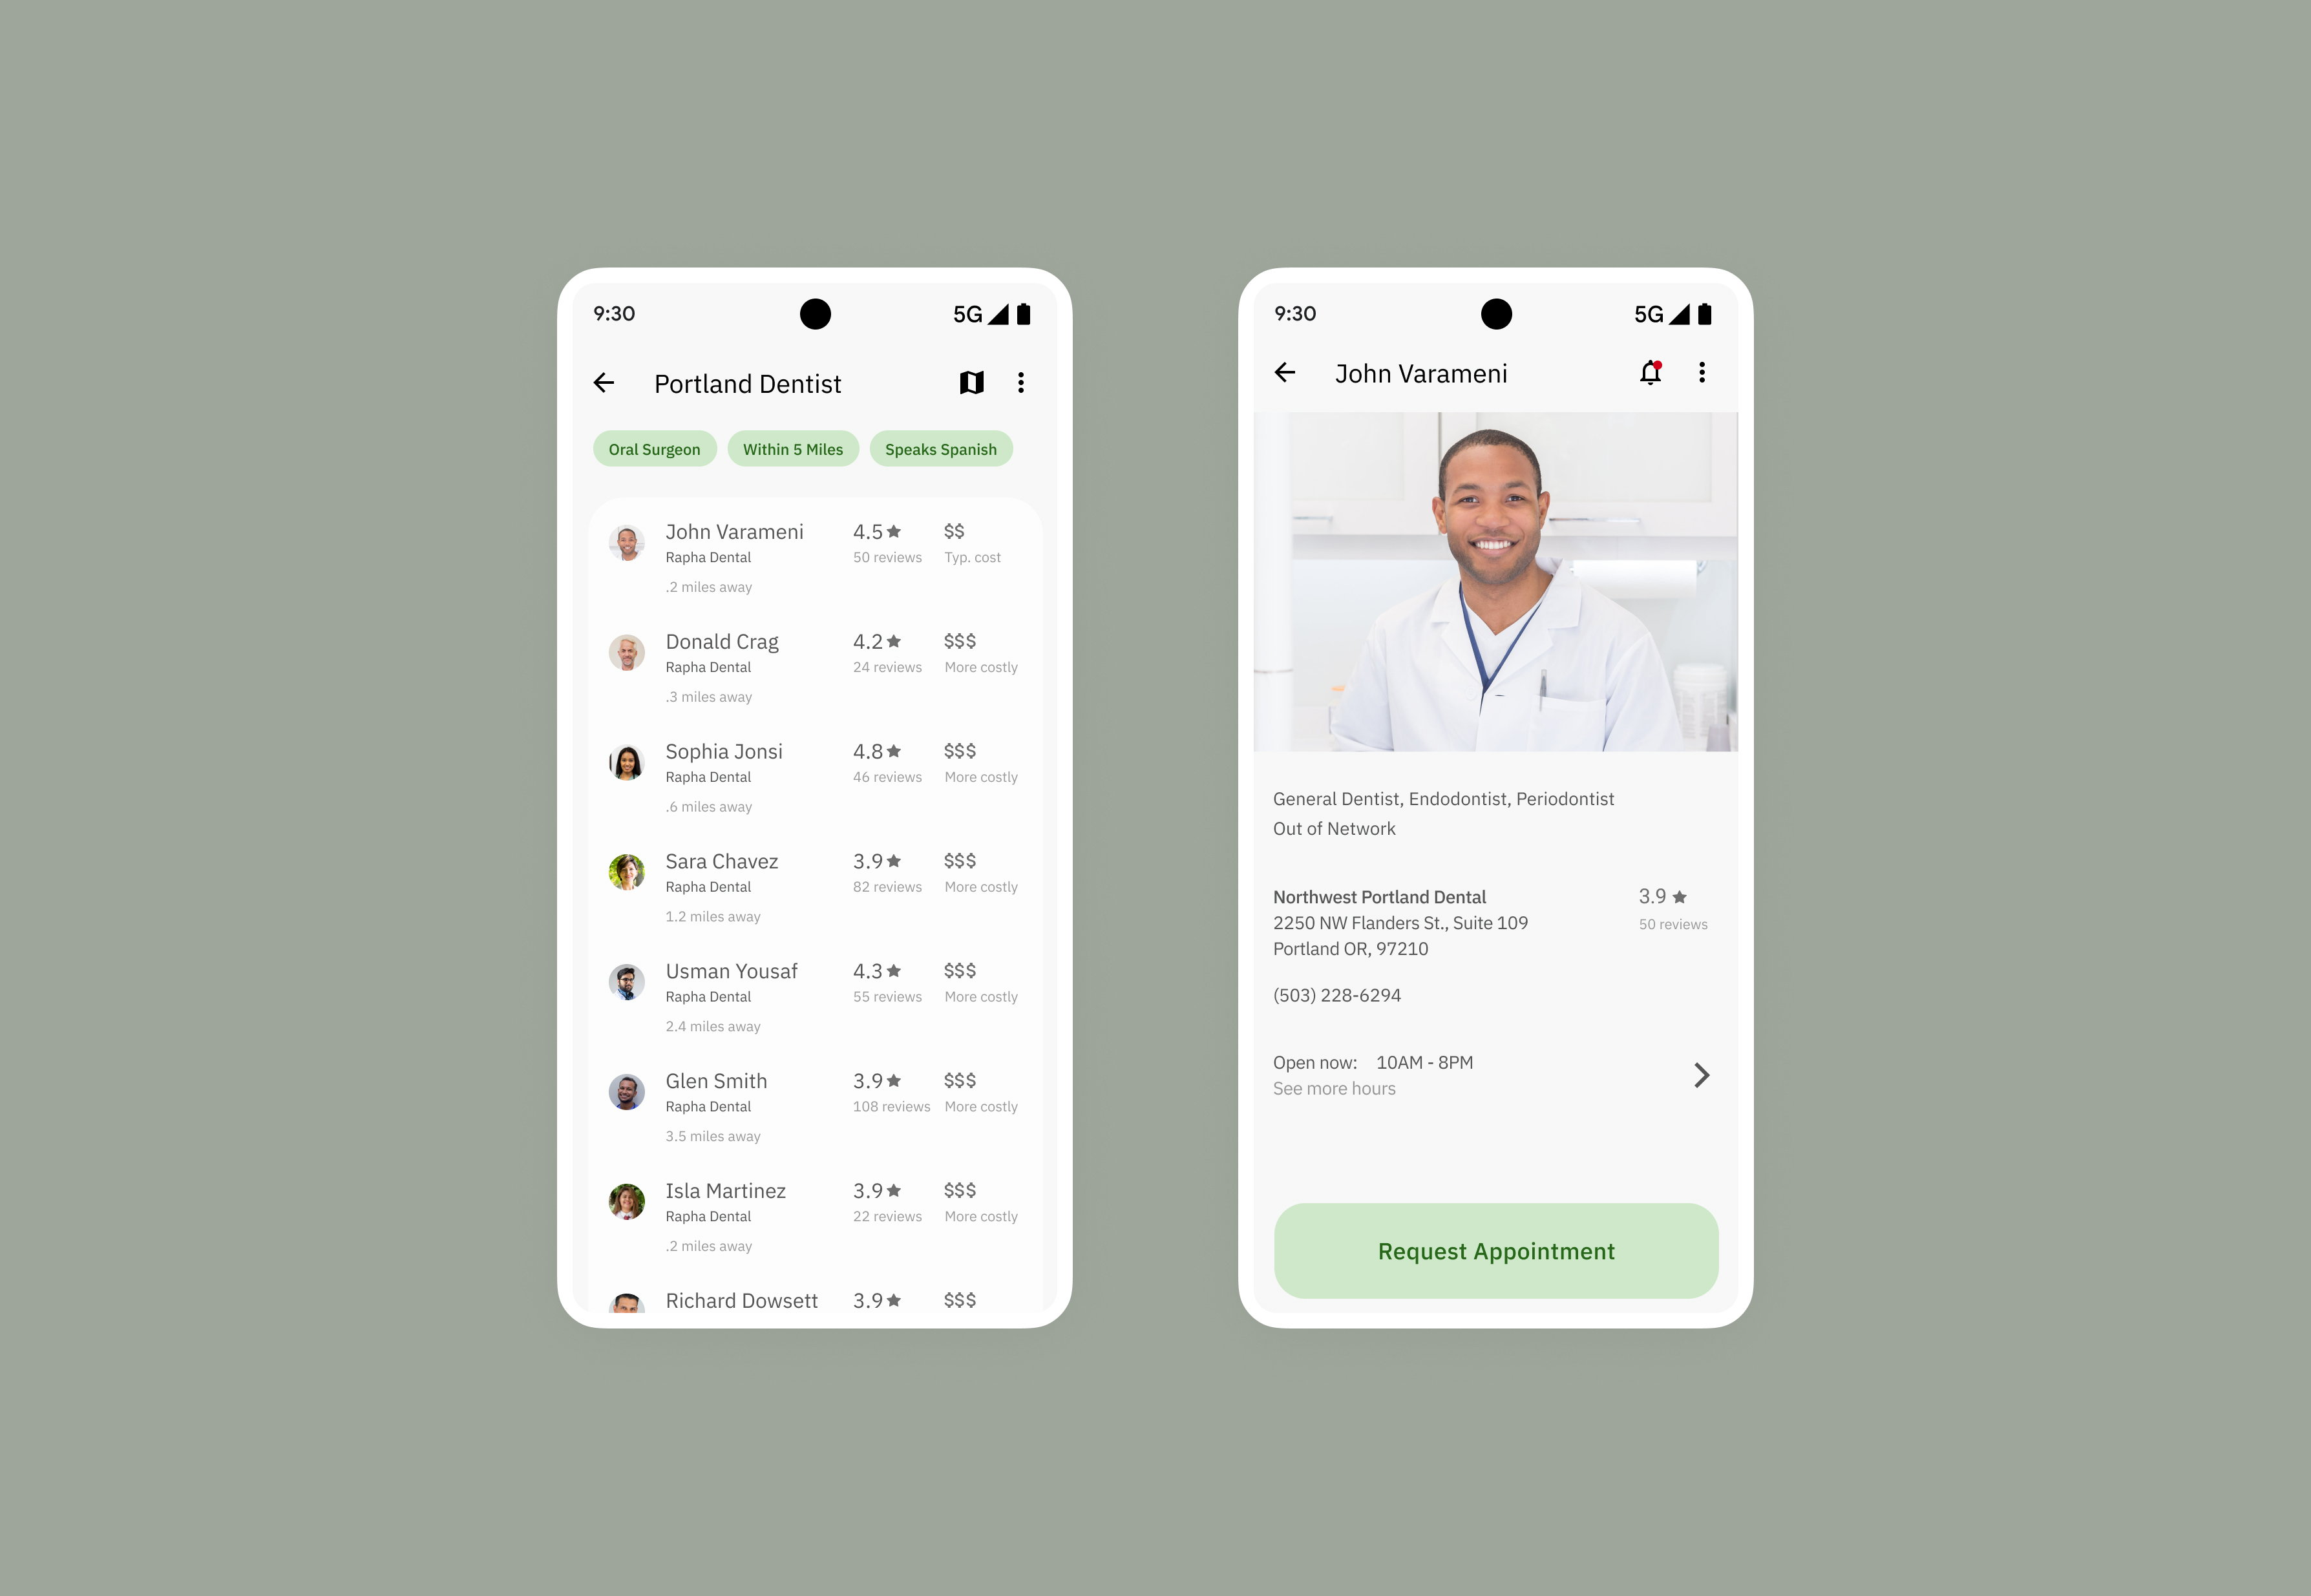 9:30
5G
Portland Dentist
Oral Surgeon
Within 5 Miles
Speaks Spanish
John Varameni 4.5 $$
Rapha Dental 50 reviews Typ. cost
.2 miles away
Donald Crag 4.2 $$$
Rapha Dental 24 reviews More costly
.3 miles away
Sophia Jonsi 4.8 $$$
Rapha Dental 46 reviews More costly
.6 miles away
Sara Chavez 3.9 $$$
Rapha Dental 82 reviews More costly
1.2 miles away
Usman Yousaf 4.3 $$$
Rapha Dental 55 reviews More costly
2.4 miles away
Glen Smith 3.9 $$$
Rapha Dental 108 reviews More costly
3.5 miles away
Isla Martinez 3.9 $$$
Rapha Dental 22 reviews More costly
.2 miles away
Richard Dowsett 3.9 $$$
9:30
5G
John Varameni
General Dentist, Endodontist, Periodontist
Out of Network
Northwest Portland Dental 3.9
2250 NW Flanders St., Suite 109 50 reviews
Portland OR, 97210
(503) 228-6294
Open now: 10AM - 8PM
See more hours
Request Appointment